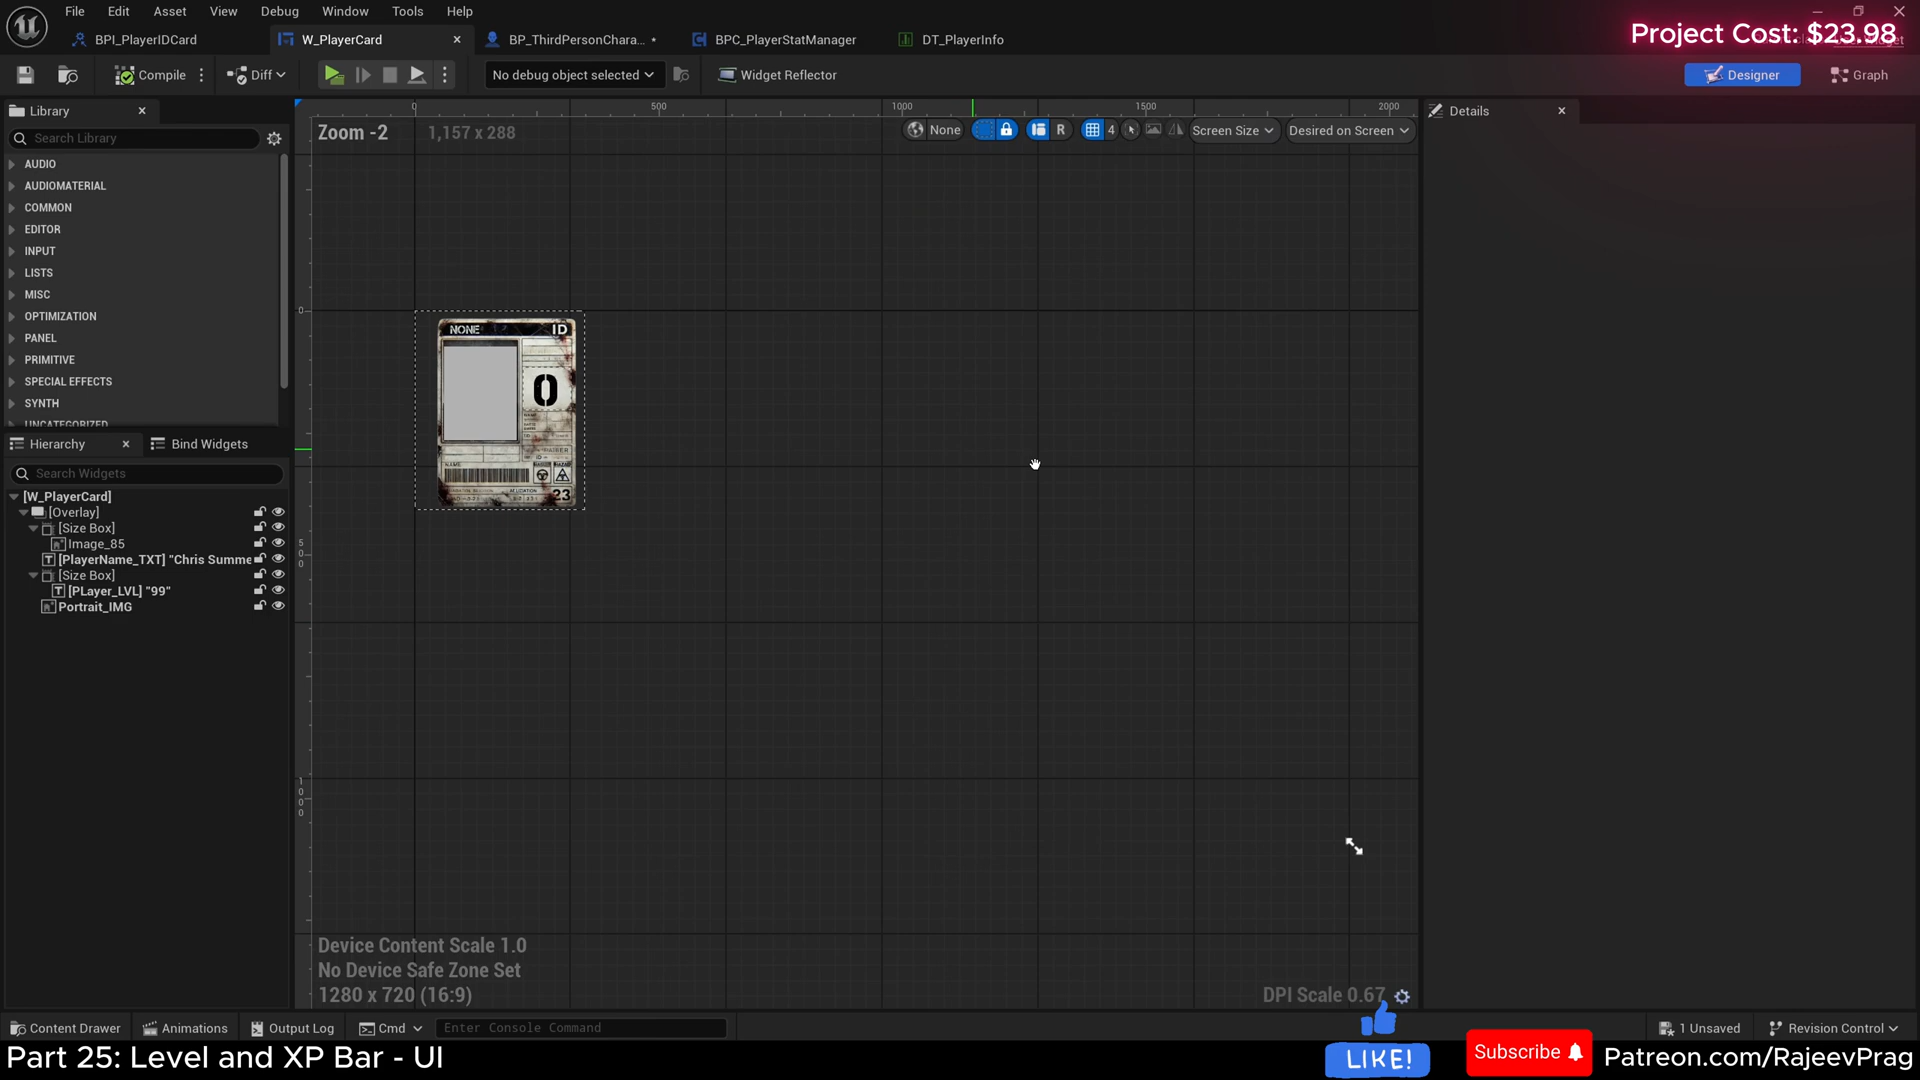 File Edit Asset View Debug Window Tools Help
Project Cost: $23.98
BPI_PlayerIDCard W_PlayerCard BP_ThirdPersonChara... BPC_PlayerStatManager DT_PlayerInfo
Compile Diff No debug object selected Widget Reflector Designer Graph
Library
Search Library
AUDIO
AUDIOMATERIAL
COMMON
EDITOR
INPUT
LISTS
MISC
OPTIMIZATION
PANEL
PRIMITIVE
SPECIAL EFFECTS
SYNTH
UNCATEGORIZED
Hierarchy Bind Widgets
Search Widgets
[W_PlayerCard]
[Overlay]
[Size Box]
Image_85
[PlayerName_TXT] "Chris Summe
[Size Box]
[PLayer_LVL] "99"
Portrait_IMG
0 500 1000 1500 2000
Zoom -2 1,157 x 288
None R 4 Screen Size Desired on Screen
0
500
1000
NONE ID
0
NAME
23
Device Content Scale 1.0
No Device Safe Zone Set
1280 x 720 (16:9)
DPI Scale 0.67
Details
Content Drawer Animations Output Log Cmd Enter Console Command 1 Unsaved Revision Control
Part 25: Level and XP Bar - UI
LIKE!
Subscribe
Patreon.com/RajeevPrag